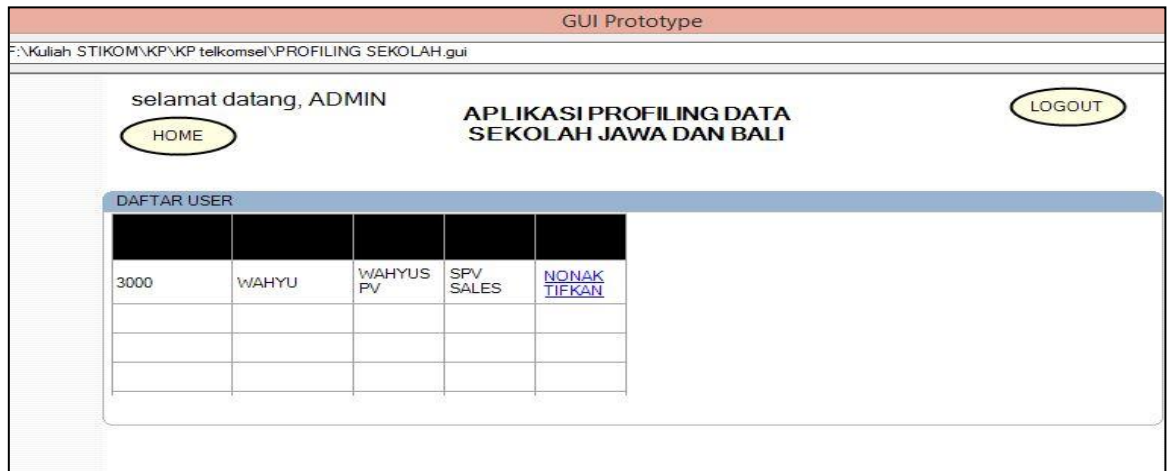 GUI Prototype
F:\Kuliah STIKOM\KP\KP telkomsel\PROFILING SEKOLAH.gui
selamat datang, ADMIN
HOME
APLIKASI PROFILING DATA
SEKOLAH JAWA DAN BALI
LOGOUT
DAFTAR USER
3000
WAHYU
WAHYUS
PV
SPV
SALES
NONAK
TIFKAN